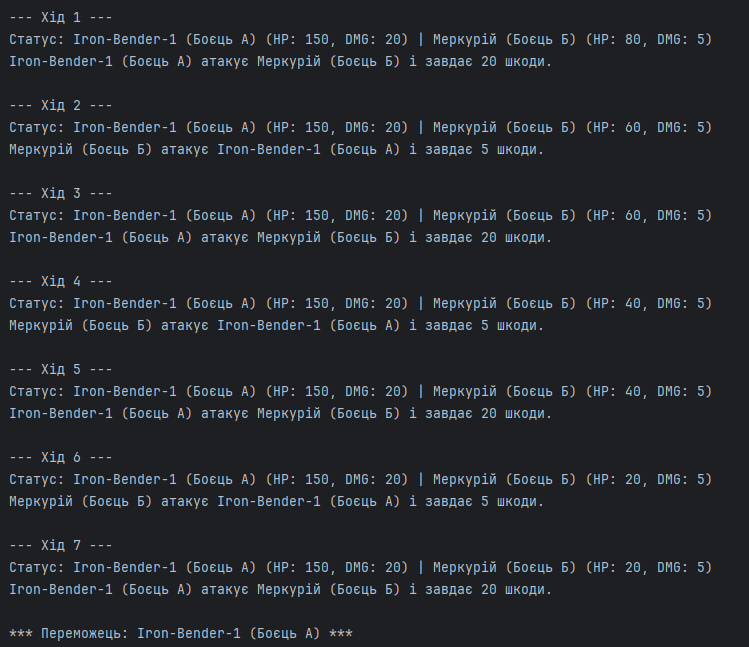 --- Хід 1 ---
Статус: Iron-Bender-1 (Боєць А) (HP: 150, DMG: 20) | Меркурій (Боєць Б) (HP: 80, DMG: 5)
Iron-Bender-1 (Боєць А) атакує Меркурій (Боєць Б) і завдає 20 шкоди.
--- Хід 2 ---
Статус: Iron-Bender-1 (Боєць А) (HP: 150, DMG: 20) | Меркурій (Боєць Б) (HP: 60, DMG: 5)
Меркурій (Боєць Б) атакує Iron-Bender-1 (Боєць А) і завдає 5 шкоди.
--- Хід 3 ---
Статус: Iron-Bender-1 (Боєць А) (HP: 150, DMG: 20) | Меркурій (Боєць Б) (HP: 60, DMG: 5)
Iron-Bender-1 (Боєць А) атакує Меркурій (Боєць Б) і завдає 20 шкоди.
--- Хід 4 ---
Статус: Iron-Bender-1 (Боєць А) (HP: 150, DMG: 20) | Меркурій (Боєць Б) (HP: 40, DMG: 5)
Меркурій (Боєць Б) атакує Iron-Bender-1 (Боєць А) і завдає 5 шкоди.
--- Хід 5 ---
Статус: Iron-Bender-1 (Боєць А) (HP: 150, DMG: 20) | Меркурій (Боєць Б) (HP: 40, DMG: 5)
Iron-Bender-1 (Боєць А) атакує Меркурій (Боєць Б) і завдає 20 шкоди.
--- Хід 6 ---
Статус: Iron-Bender-1 (Боєць А) (HP: 150, DMG: 20) | Меркурій (Боєць Б) (HP: 20, DMG: 5)
Меркурій (Боєць Б) атакує Iron-Bender-1 (Боєць А) і завдає 5 шкоди.
--- Хід 7 ---
Статус: Iron-Bender-1 (Боєць А) (HP: 150, DMG: 20) | Меркурій (Боєць Б) (HP: 20, DMG: 5)
Iron-Bender-1 (Боєць А) атакує Меркурій (Боєць Б) і завдає 20 шкоди.
*** Переможець: Iron-Bender-1 (Боєць А) ***